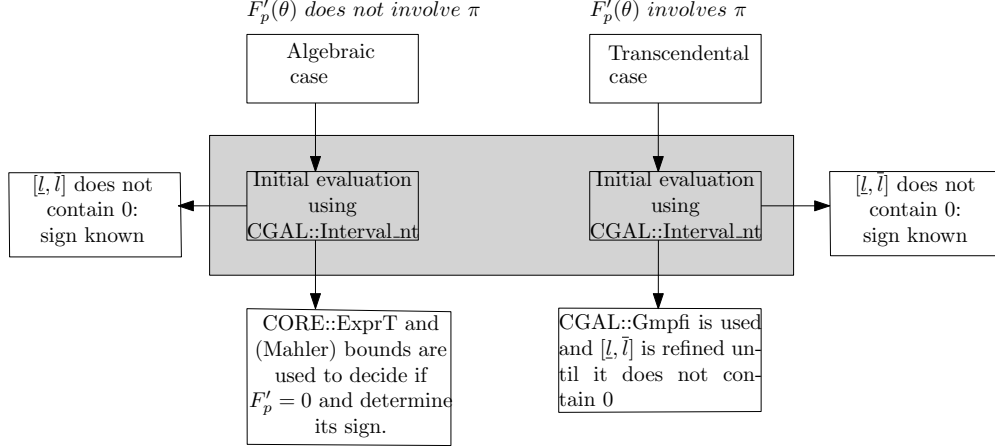 F′ₚ(θ) does not involve π
F′ₚ(θ) involves π
Algebraic
case
Transcendental
case
[l̲, l̄] does not
contain 0:
sign known
Initial evaluation
using
CGAL::Interval_nt
Initial evaluation
using
CGAL::Interval_nt
[l̲, l̄] does not
contain 0:
sign known
CORE::ExprT and
(Mahler) bounds are
used to decide if
F′ₚ = 0 and determine
its sign.
CGAL::Gmpfi is used
and [l̲, l̄] is refined un-
til it does not con-
tain 0